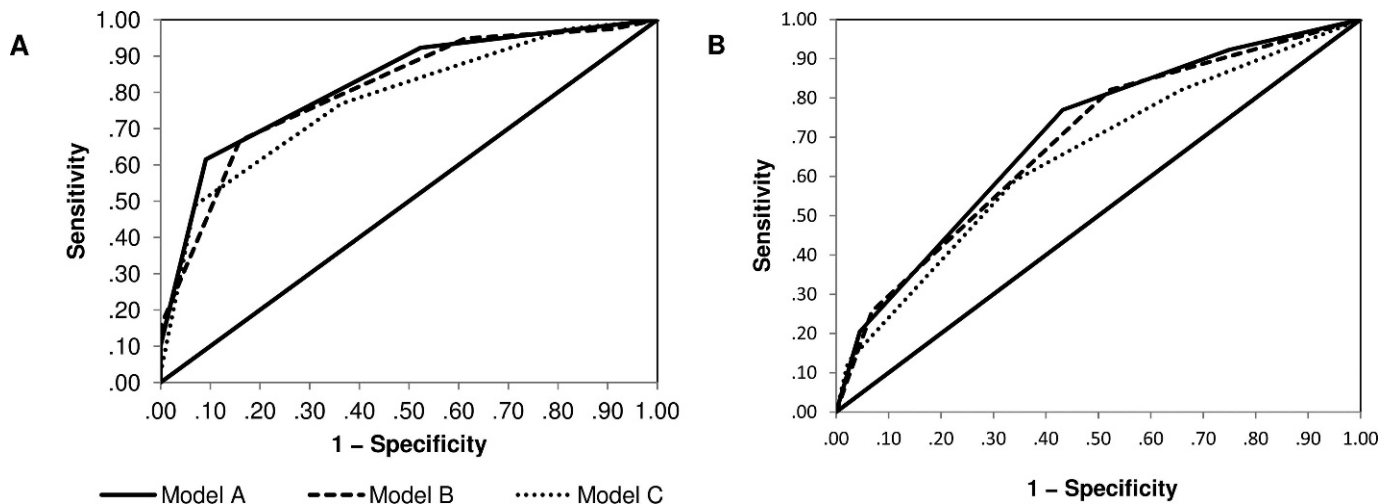 A
Sensitivity
1.00
.90
.80
.70
.60
.50
.40
.30
.20
.10
.00
.00 .10 .20 .30 .40 .50 .60 .70 .80 .90 1.00
1 – Specificity
B
Sensitivity
1.00
.90
.80
.70
.60
.50
.40
.30
.20
.10
.00
.00 .10 .20 .30 .40 .50 .60 .70 .80 .90 1.00
1 – Specificity
Model A Model B Model C